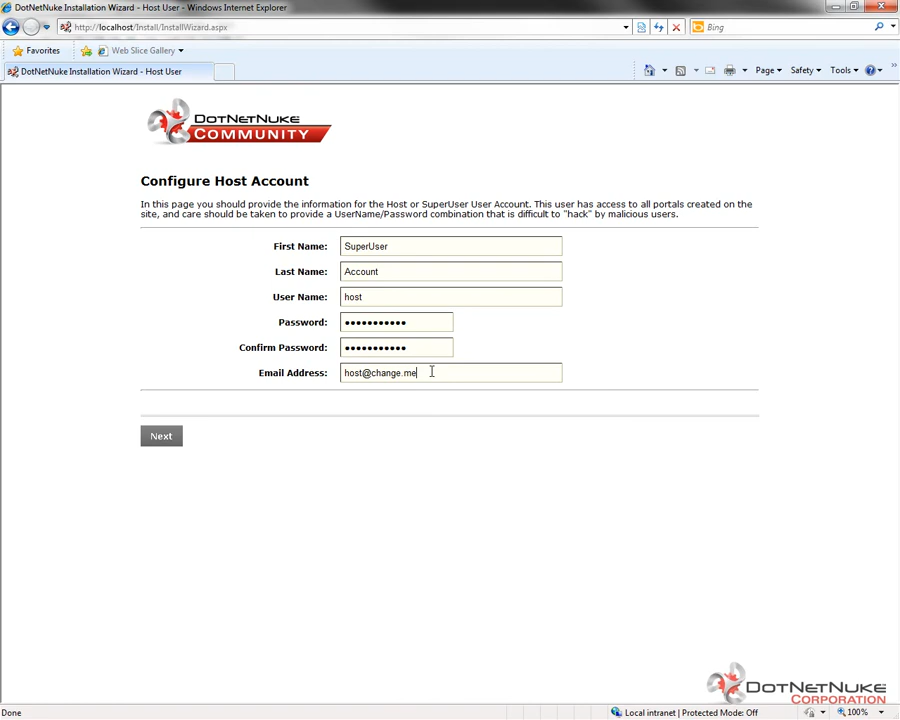 DotNetNuke Installation Wizard - Host User - Windows Internet Explorer
http://localhost/Install/InstallWizard.aspx
Bing
Favorites
Web Slice Gallery
DotNetNuke Installation Wizard - Host User
Page
Safety
Tools
DOTNETNUKE
COMMUNITY
Configure Host Account
In this page you should provide the information for the Host or SuperUser User Account. This user has access to all portals created on the
site, and care should be taken to provide a UserName/Password combination that is difficult to "hack" by malicious users.
First Name: SuperUser
Last Name: Account
User Name: host
Password: •••••••••••
Confirm Password: •••••••••••
Email Address: host@change.me
Next
DOTNETNUKE
CORPORATION
Done
Local intranet | Protected Mode: Off
100%